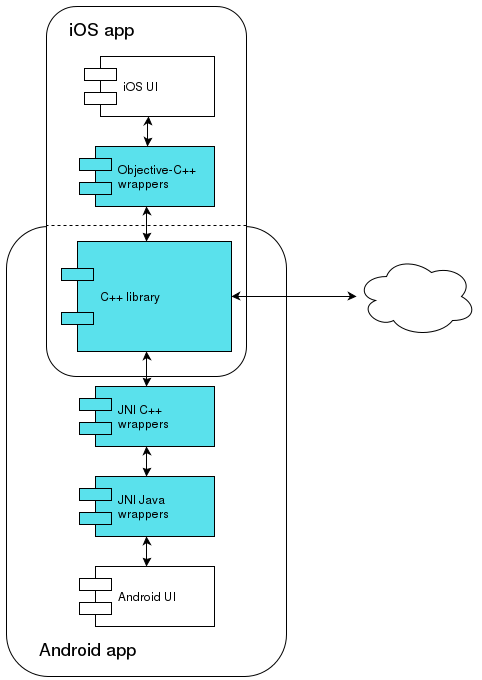 iOS app
iOS UI
Objective-C++
wrappers
C++ library
JNI C++
wrappers
JNI Java
wrappers
Android UI
Android app